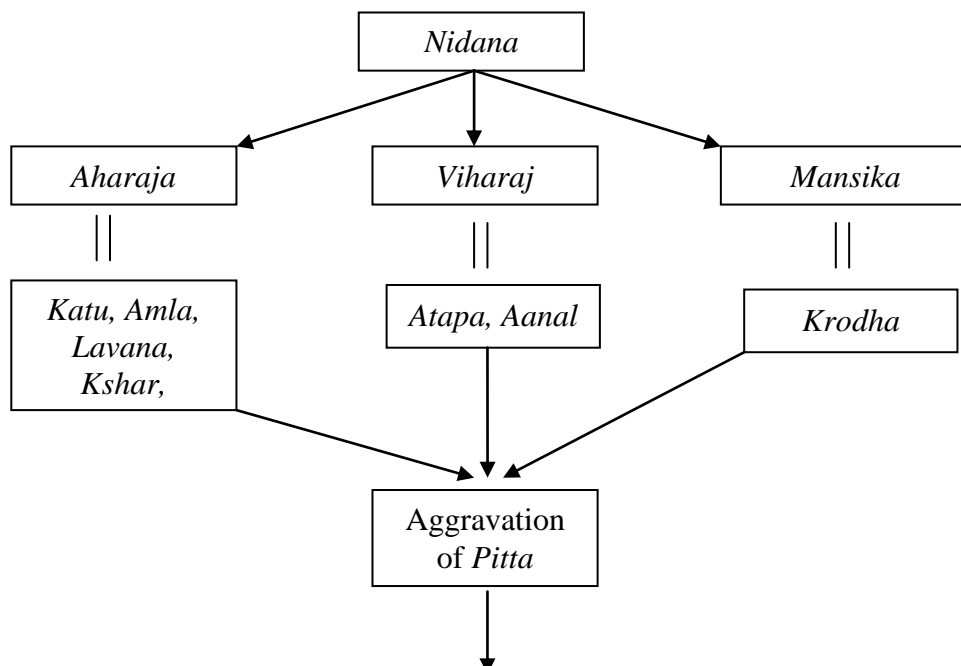 Nidana
Aharaja
Viharaj
Mansika
Katu, Amla,
Lavana,
Kshar,
Atapa, Aanal
Krodha
Aggravation
of Pitta